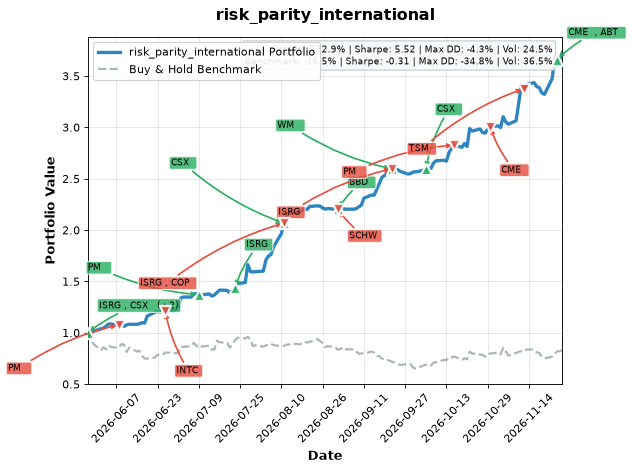 risk_parity_international
CME , ABT
risk_parity_international Portfolio
Buy & Hold Benchmark
2.9% | Sharpe: 5.52 | Max DD: -4.3% | Vol: 24.5%
5% | Sharpe: -0.31 | Max DD: -34.8% | Vol: 36.5%
3.5
3.0
2.5
2.0
1.5
1.0
0.5
Portfolio Value
CSX
WM
TSM
CSX
PM
BBD
CME
ISRG
SCHW
ISRG
PM
ISRG , COP
ISRG , CSX
PM
INTC
2026-06-07
2026-06-23
2026-07-09
2026-07-25
2026-08-10
2026-08-26
2026-09-11
2026-09-27
2026-10-13
2026-10-29
2026-11-14
Date